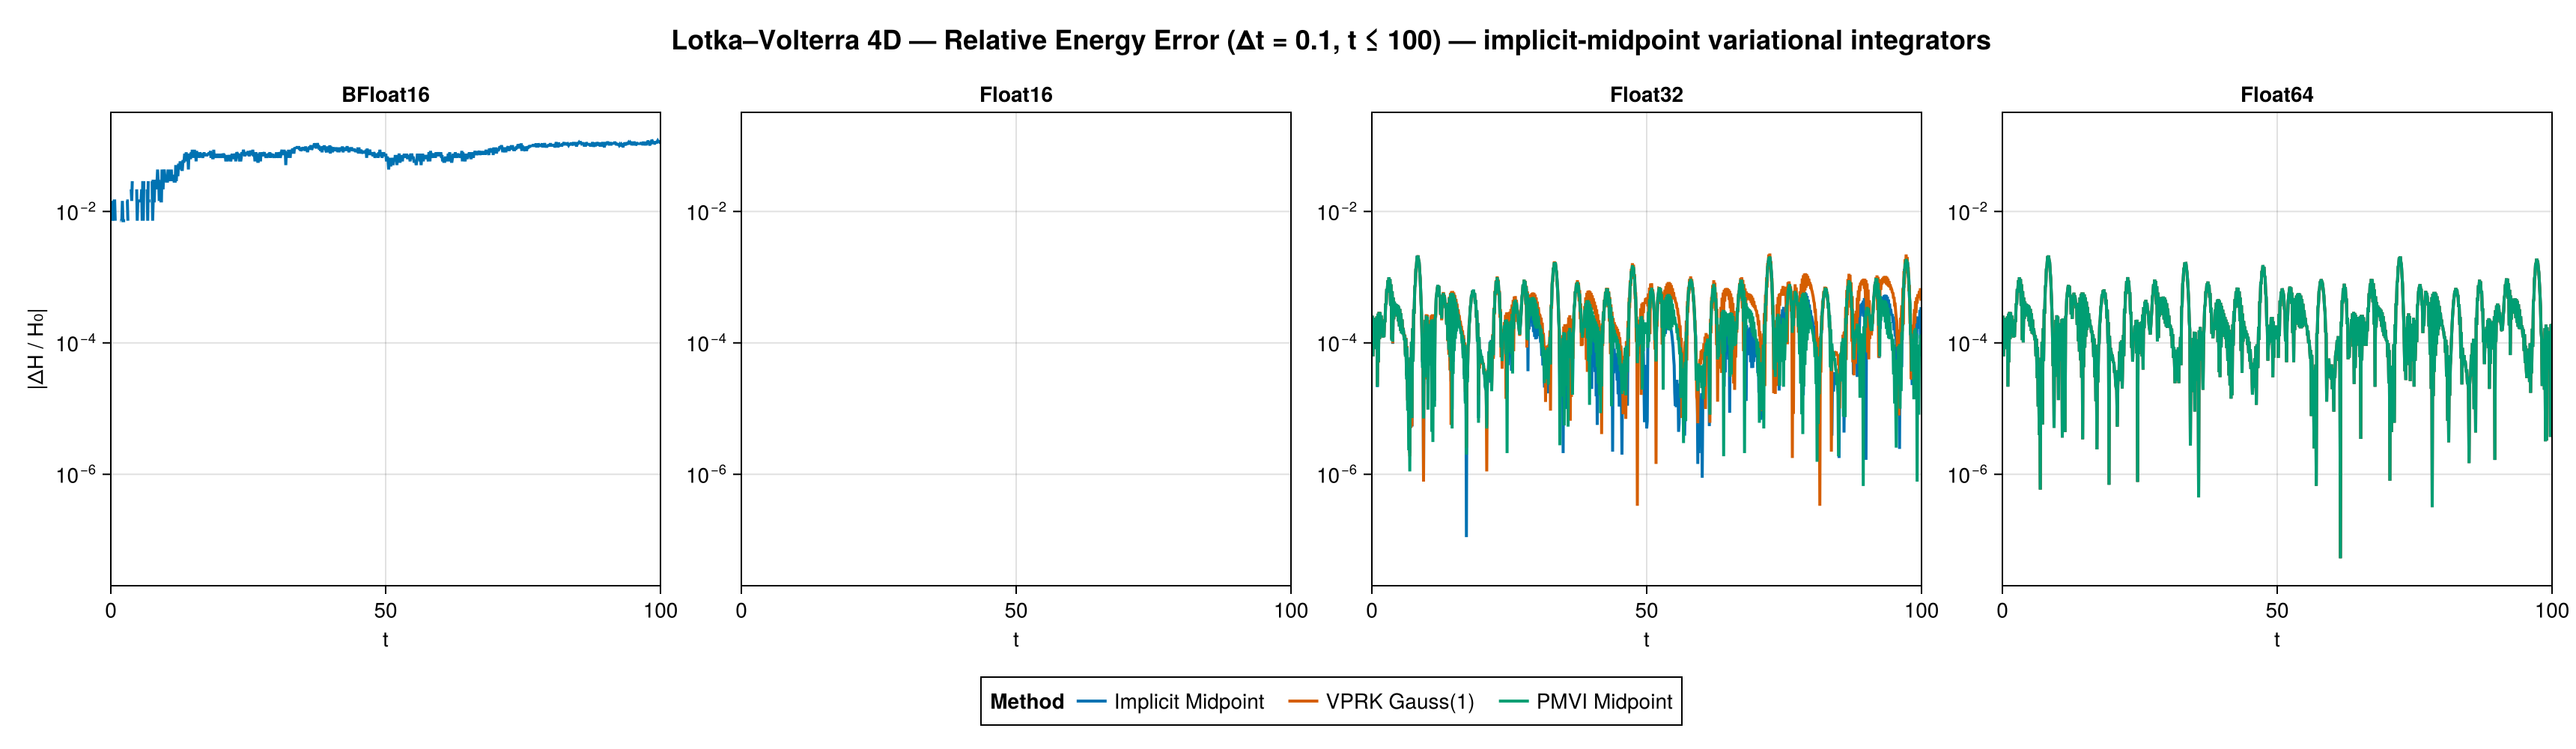 Lotka–Volterra 4D — Relative Energy Error (Δt = 0.1, t ≤ 100) — implicit-midpoint variational integrators
BFloat16
Float16
Float32
Float64
|ΔH / H₀|
10⁻²
10⁻⁴
10⁻⁶
0 50 100
t
10⁻²
10⁻⁴
10⁻⁶
0 50 100
t
10⁻²
10⁻⁴
10⁻⁶
0 50 100
t
10⁻²
10⁻⁴
10⁻⁶
0 50 100
t
Method Implicit Midpoint VPRK Gauss(1) PMVI Midpoint